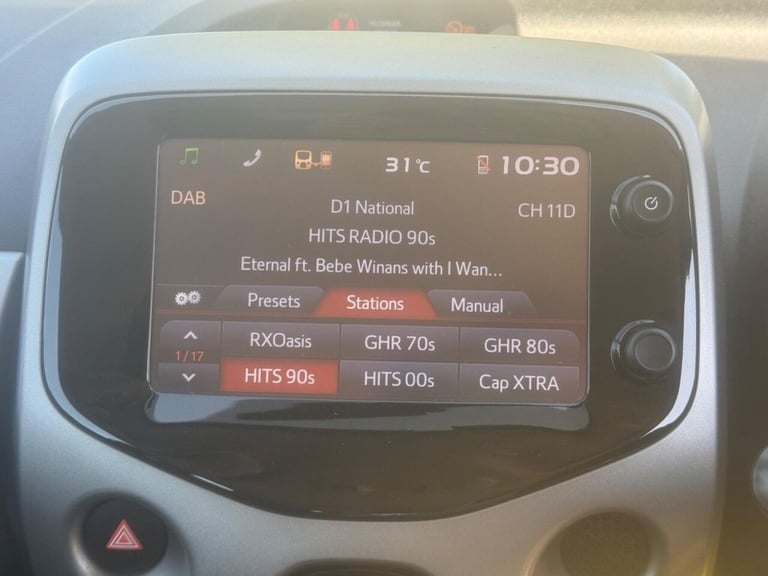 31°C 10:30
DAB
D1 National
CH 11D
HITS RADIO 90s
Eternal ft. Bebe Winans with I Wan...
Presets Stations Manual
1/17
RXOasis GHR 70s GHR 80s
HITS 90s HITS 00s Cap XTRA